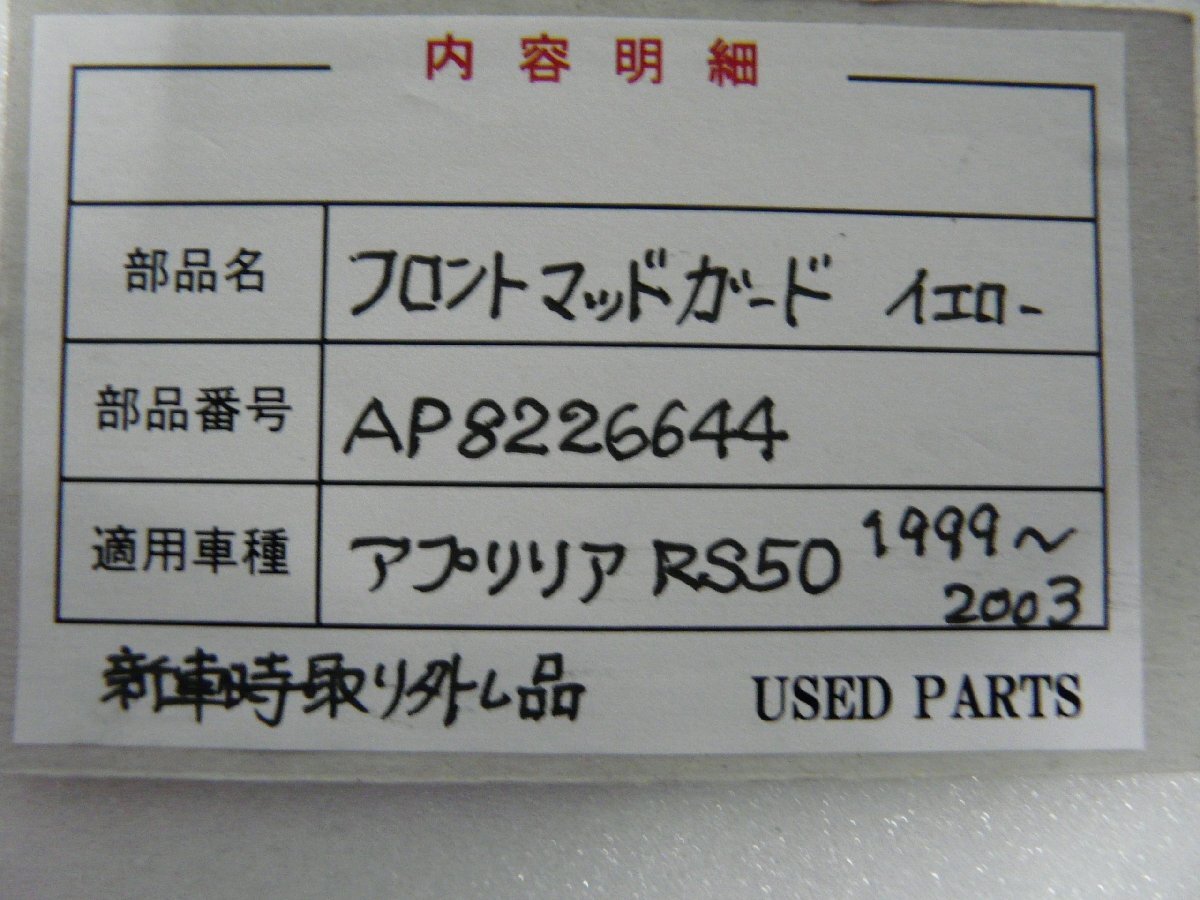 内容明細
部品名 フロントマッドガード イエロー
部品番号 AP8226644
適用車種 アプリリア RS50 1999～
2003
新車時取り外し品 USED PARTS